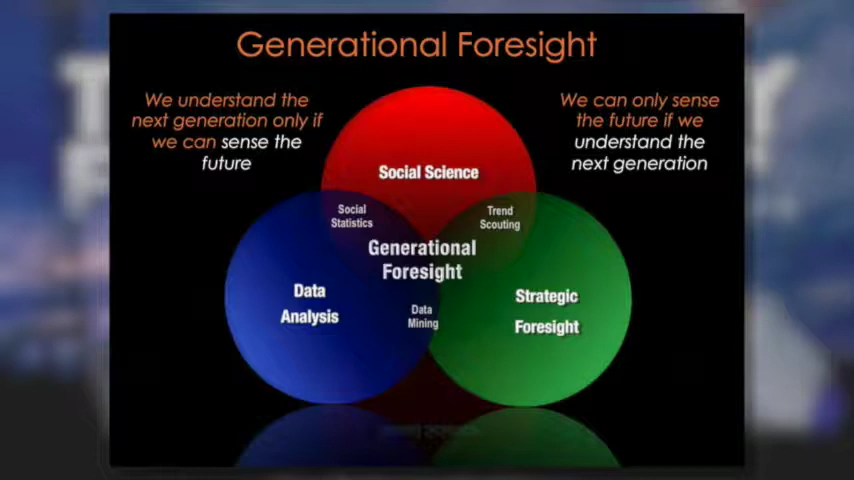 Generational Foresight
We understand the
next generation only if
we can sense the
future
We can only sense
the future if we
understand the
next generation
Social Science
Social
Statistics
Trend
Scouting
Generational
Foresight
Data
Analysis
Data
Mining
Strategic
Foresight